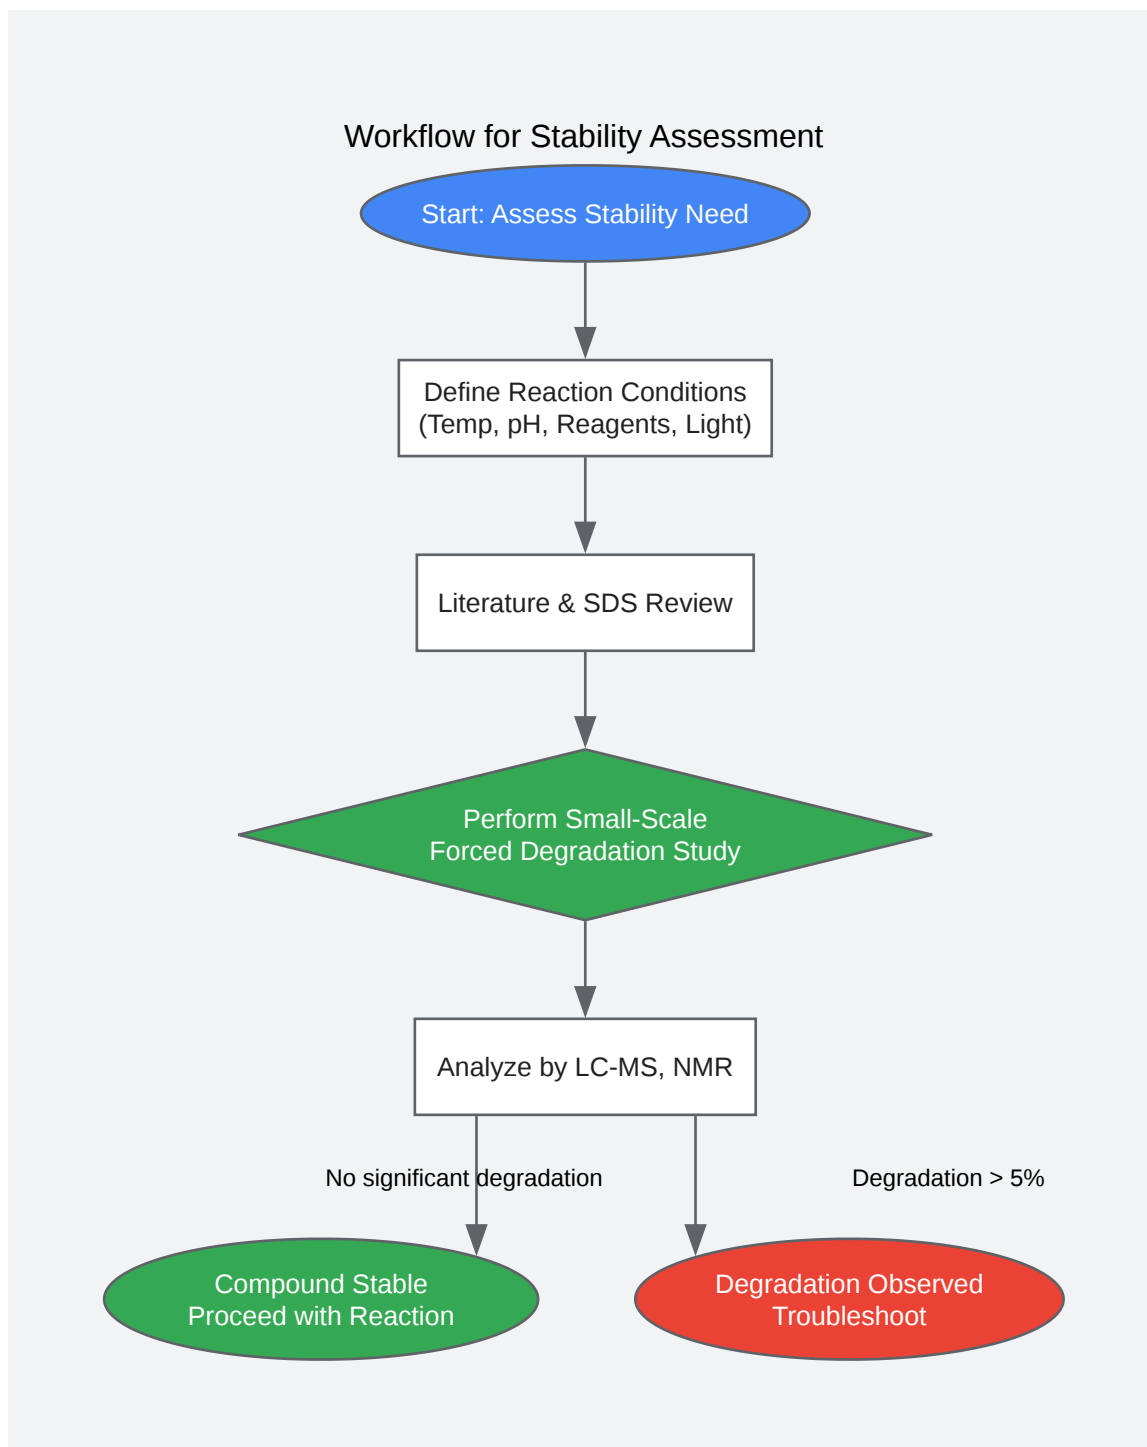 Workflow for Stability Assessment
Start: Assess Stability Need
Define Reaction Conditions
(Temp, pH, Reagents, Light)
Literature & SDS Review
Perform Small-Scale
Forced Degradation Study
Analyze by LC-MS, NMR
No significant degradation
Degradation > 5%
Compound Stable
Proceed with Reaction
Degradation Observed
Troubleshoot